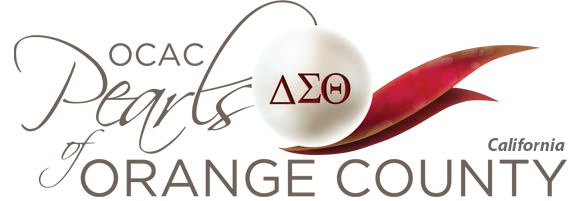 OCAC
Pearls
ΔΣΘ
California
of ORANGE COUNTY